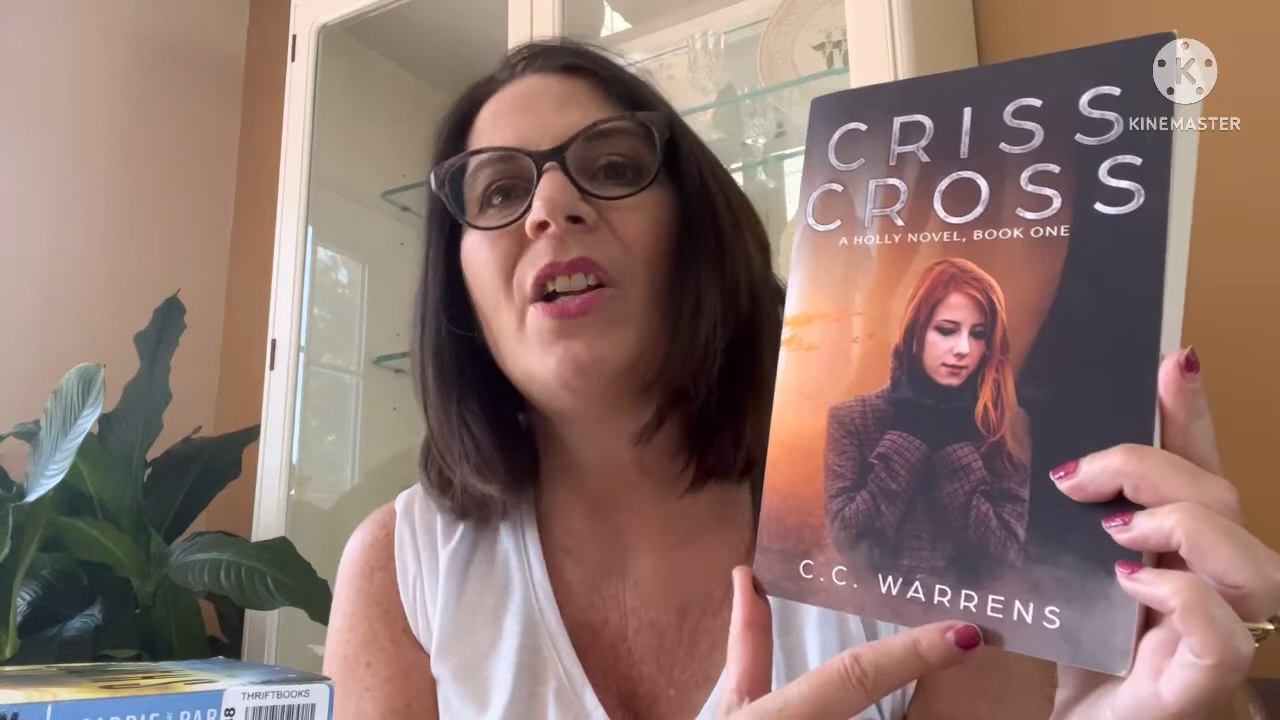 CRISS
CROSS
A HOLLY NOVEL, BOOK ONE
C.C. WARRENS
K
KINEMASTER
THRIFTBOOKS